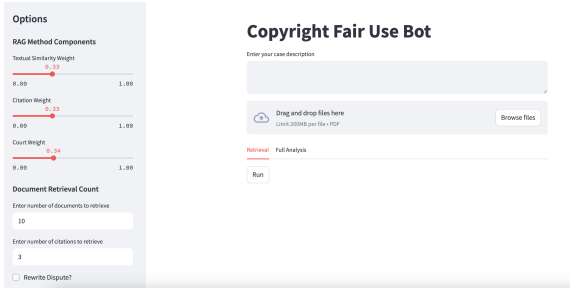 Options
RAG Method Components
Textual Similarity Weight
0.33
0.00 1.00
Citation Weight
0.33
0.00 1.00
Court Weight
0.34
0.00 1.00
Document Retrieval Count
Enter number of documents to retrieve
10
Enter number of citations to retrieve
3
Rewrite Dispute?
Copyright Fair Use Bot
Enter your case description
Drag and drop files here
Limit 200MB per file • PDF
Browse files
Retrieval Full Analysis
Run